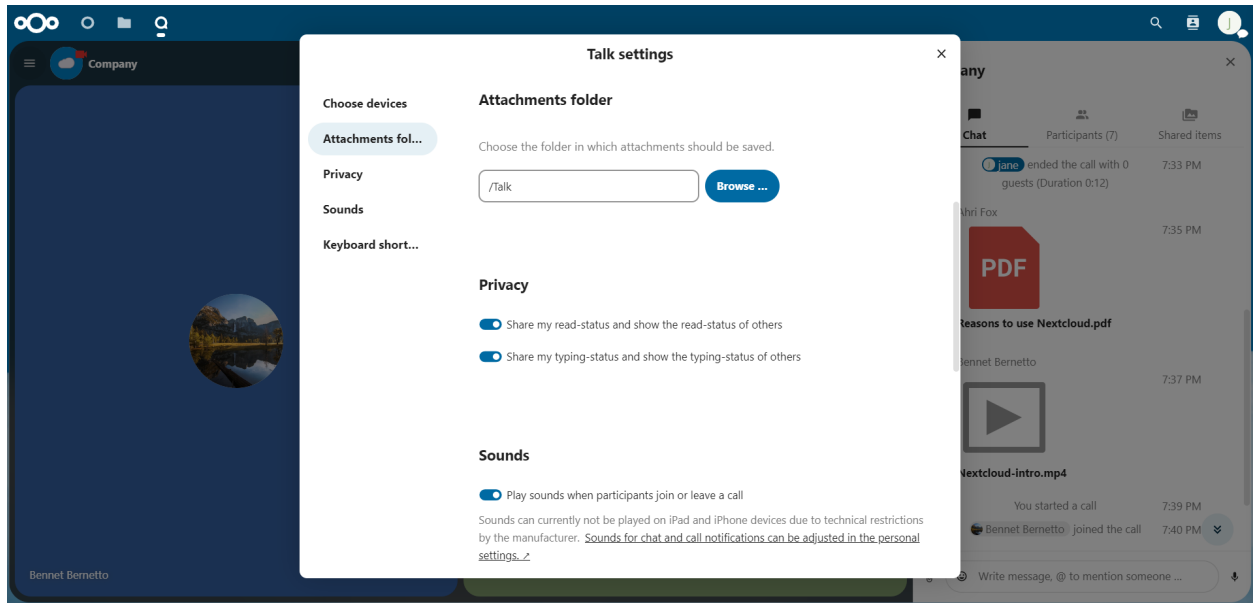 J
Company
Talk settings
Choose devices
Attachments fol...
Privacy
Sounds
Keyboard short...
Attachments folder
Choose the folder in which attachments should be saved.
/Talk
Browse ...
Privacy
Share my read-status and show the read-status of others
Share my typing-status and show the typing-status of others
Sounds
Play sounds when participants join or leave a call
Sounds can currently not be played on iPad and iPhone devices due to technical restrictions
by the manufacturer. Sounds for chat and call notifications can be adjusted in the personal
settings. ↗
any
Chat
Participants (7)
Shared items
J jane ended the call with 0
guests (Duration 0:12)
7:33 PM
Ahri Fox
7:35 PM
PDF
Reasons to use Nextcloud.pdf
Bennet Bernetto
7:37 PM
Nextcloud-intro.mp4
You started a call
7:39 PM
Bennet Bernetto joined the call
7:40 PM
Write message, @ to mention someone ...
Bennet Bernetto